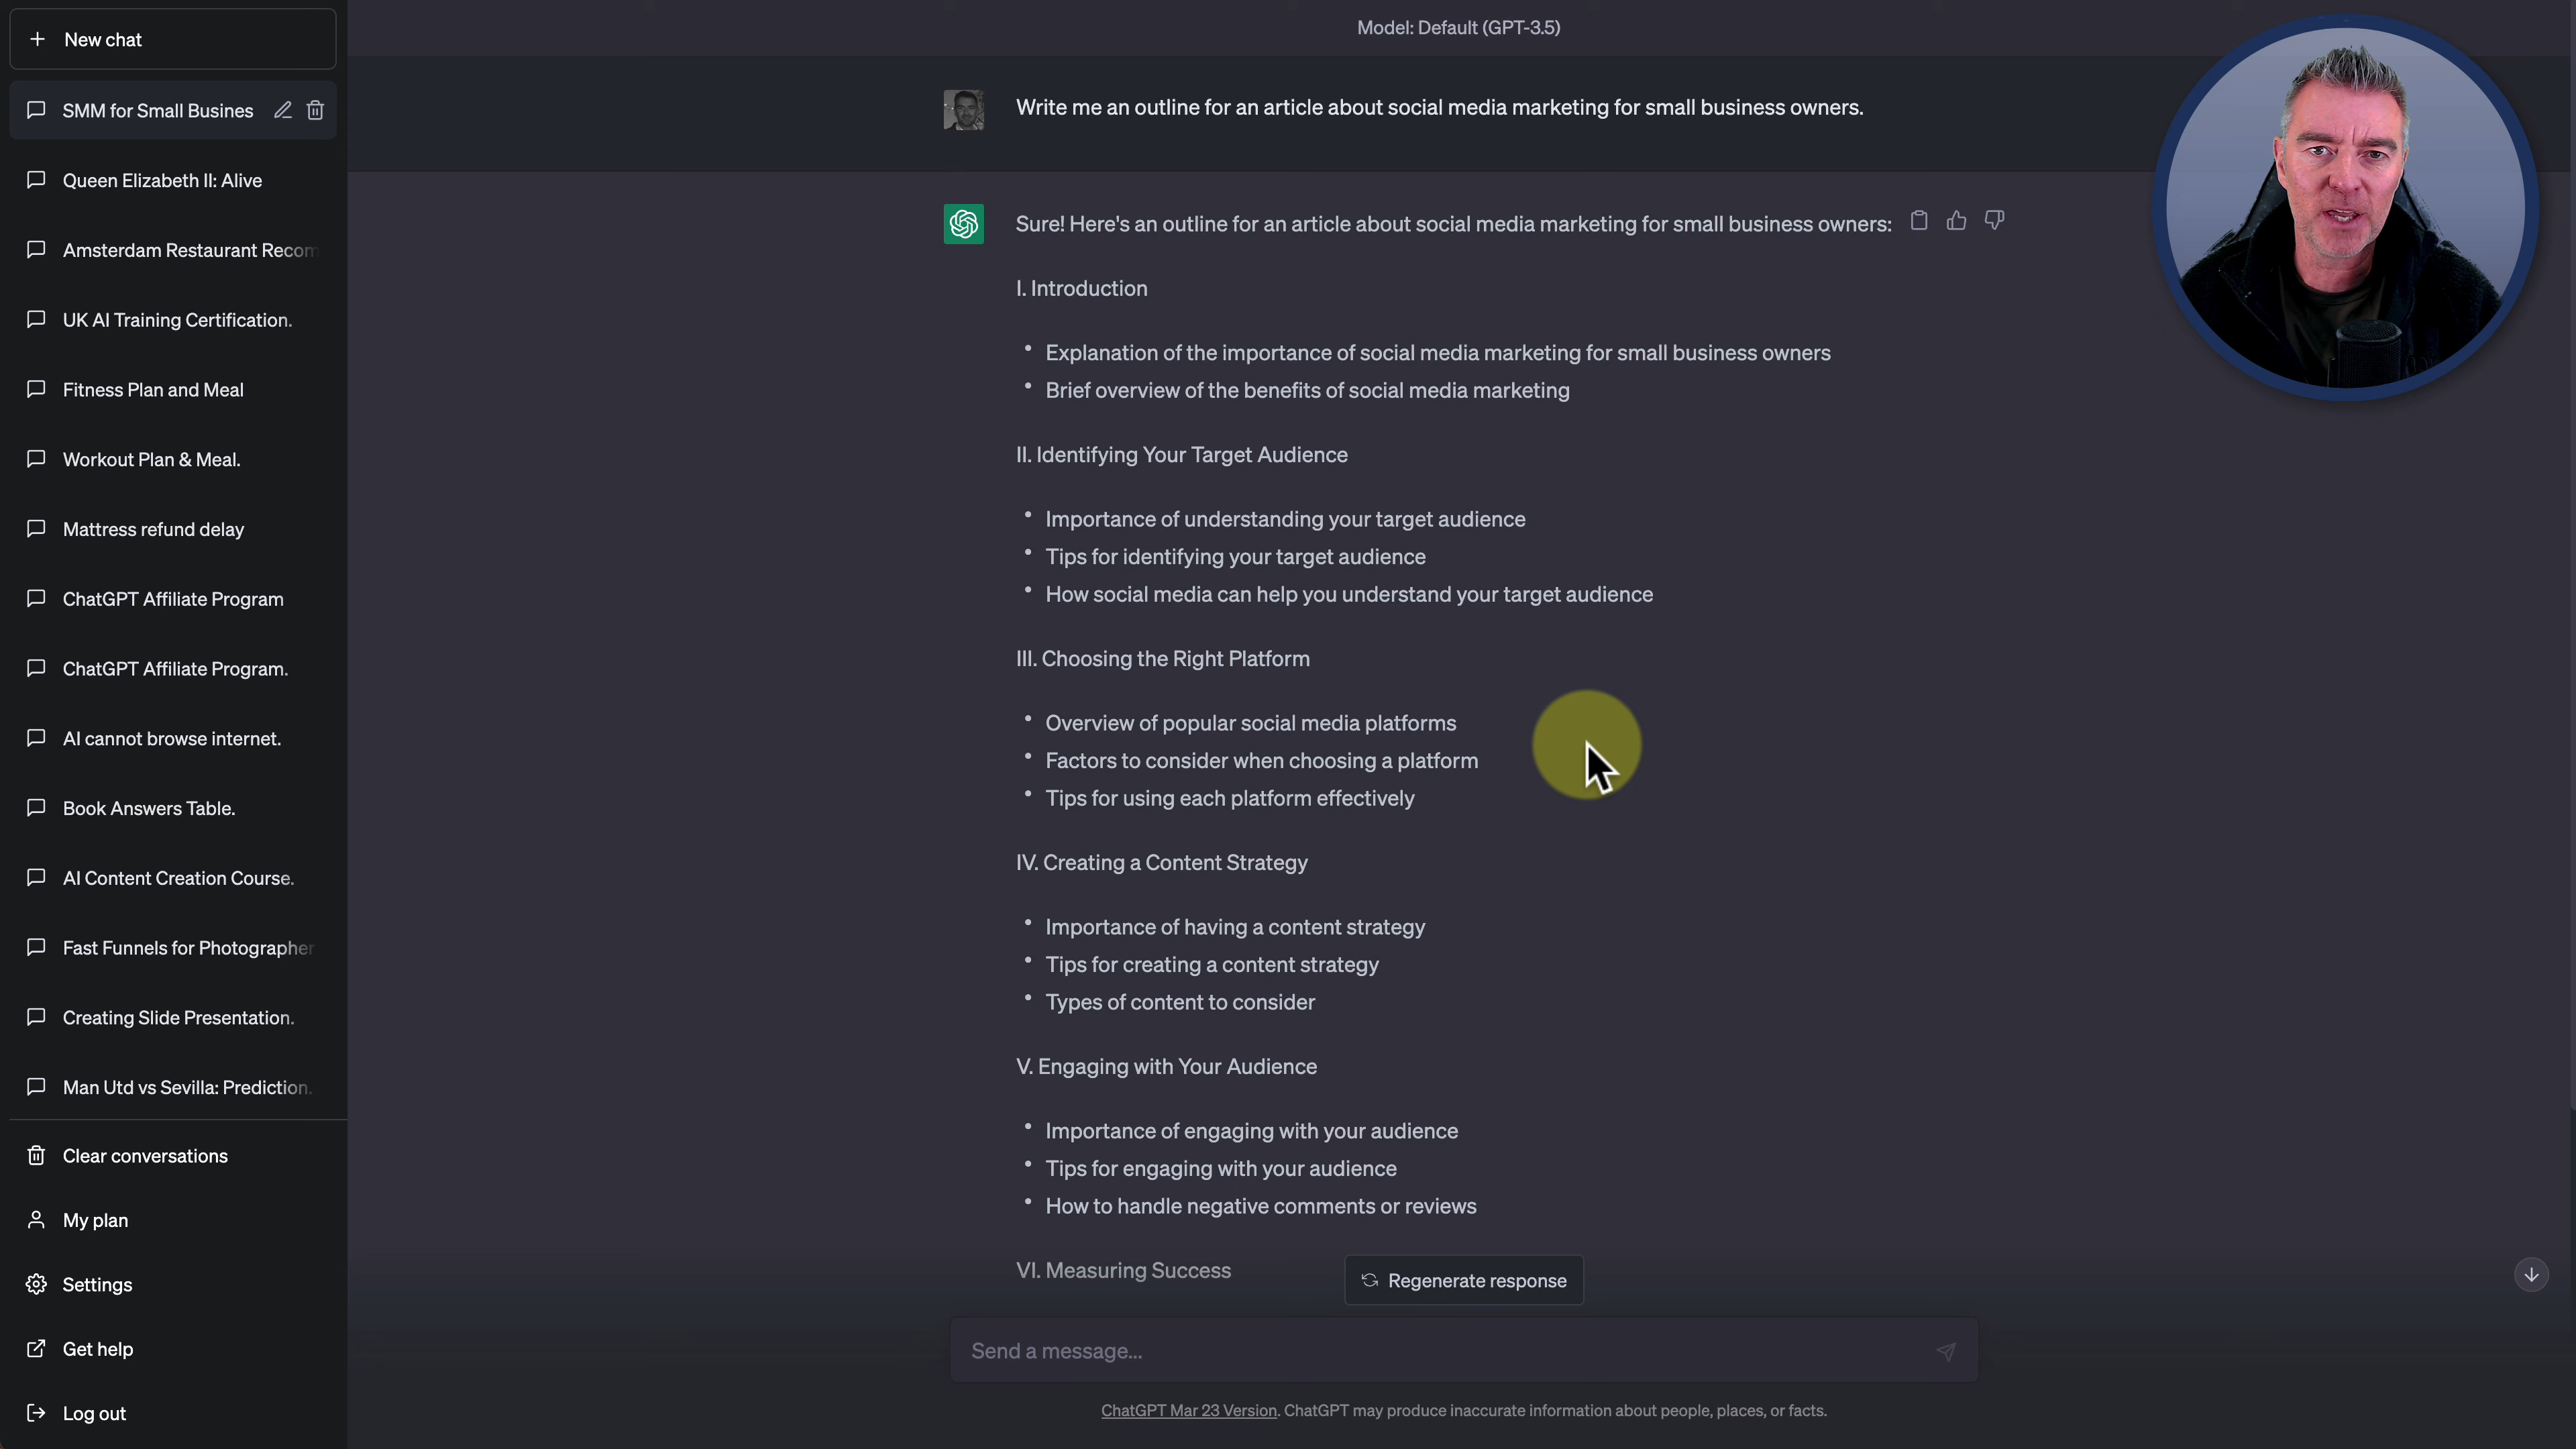 New chat
SMM for Small Busines
Queen Elizabeth II: Alive
Amsterdam Restaurant Recom
UK AI Training Certification.
Fitness Plan and Meal
Workout Plan & Meal.
Mattress refund delay
ChatGPT Affiliate Program
ChatGPT Affiliate Program.
AI cannot browse internet.
Book Answers Table.
AI Content Creation Course.
Fast Funnels for Photographer
Creating Slide Presentation.
Man Utd vs Sevilla: Prediction.
Clear conversations
My plan
Settings
Get help
Log out
Model: Default (GPT-3.5)
Write me an outline for an article about social media marketing for small business owners.
Sure! Here's an outline for an article about social media marketing for small business owners:
I. Introduction
• Explanation of the importance of social media marketing for small business owners
• Brief overview of the benefits of social media marketing
II. Identifying Your Target Audience
• Importance of understanding your target audience
• Tips for identifying your target audience
• How social media can help you understand your target audience
III. Choosing the Right Platform
• Overview of popular social media platforms
• Factors to consider when choosing a platform
• Tips for using each platform effectively
IV. Creating a Content Strategy
• Importance of having a content strategy
• Tips for creating a content strategy
• Types of content to consider
V. Engaging with Your Audience
• Importance of engaging with your audience
• Tips for engaging with your audience
• How to handle negative comments or reviews
VI. Measuring Success
Regenerate response
Send a message...
ChatGPT Mar 23 Version. ChatGPT may produce inaccurate information about people, places, or facts.